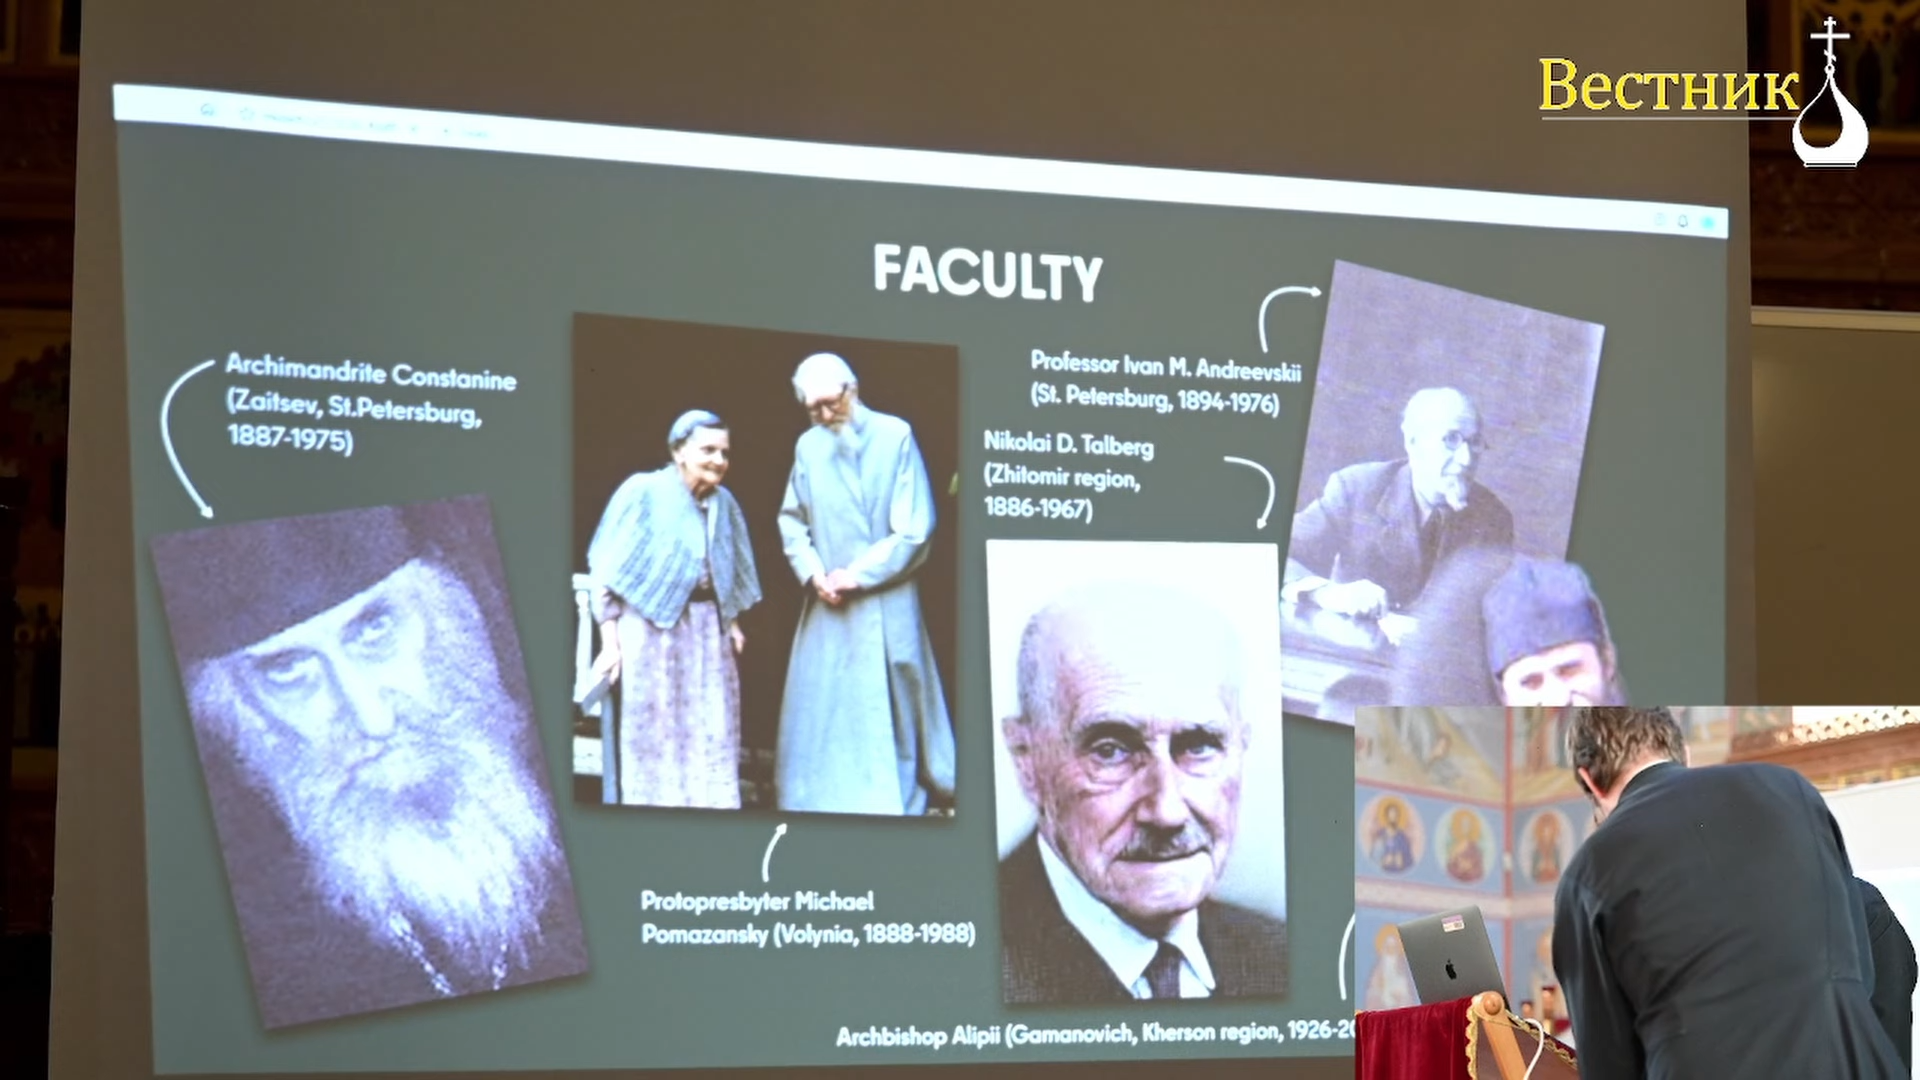 Вестник
FACULTY
Archimandrite Constanine
(Zaitsev, St.Petersburg,
1887-1975)
Professor Ivan M. Andreevskii
(St. Petersburg, 1894-1976)
Nikolai D. Talberg
(Zhitomir region,
1886-1967)
Protopresbyter Michael
Pomazansky (Volynia, 1888-1988)
Archbishop Alipii (Gamanovich, Kherson region, 1926-20